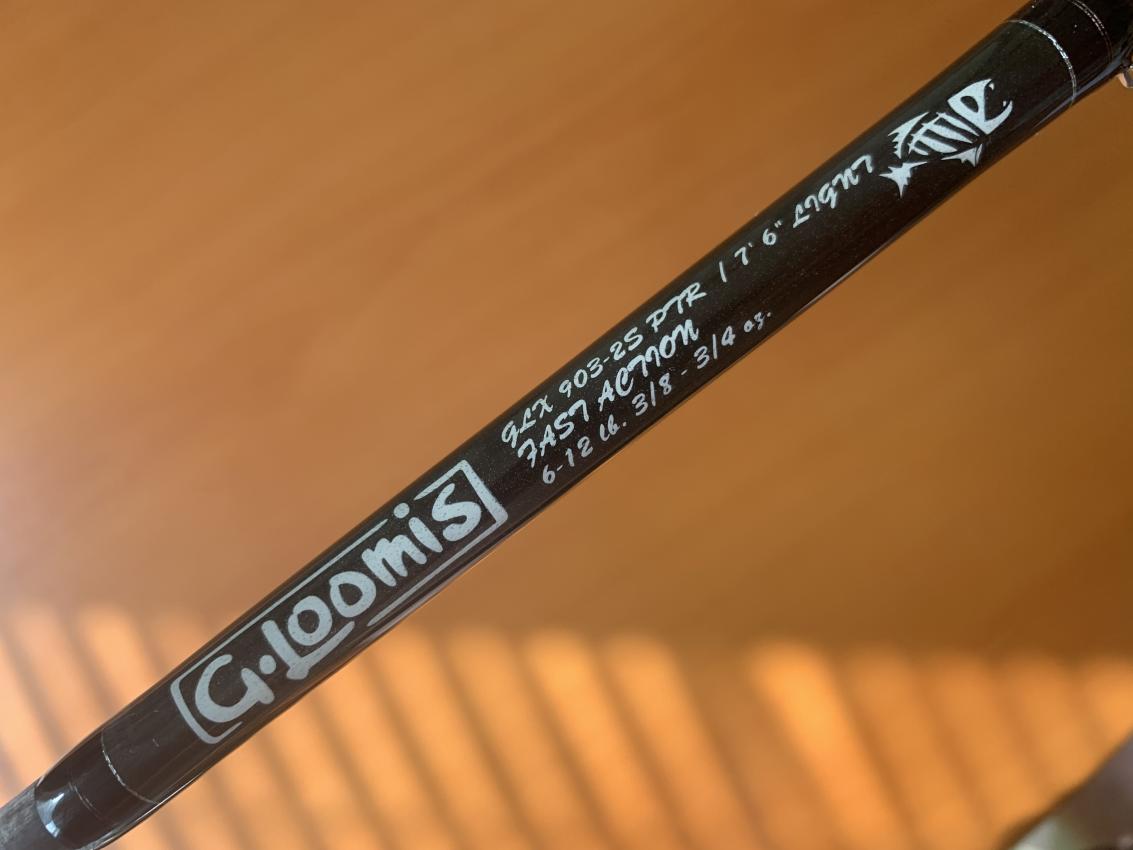 G·Loomis
GLX 903-2S PTR / 7' 6" LIGHT
FAST ACTION
6-12 lb. 3/8 - 3/4 oz.